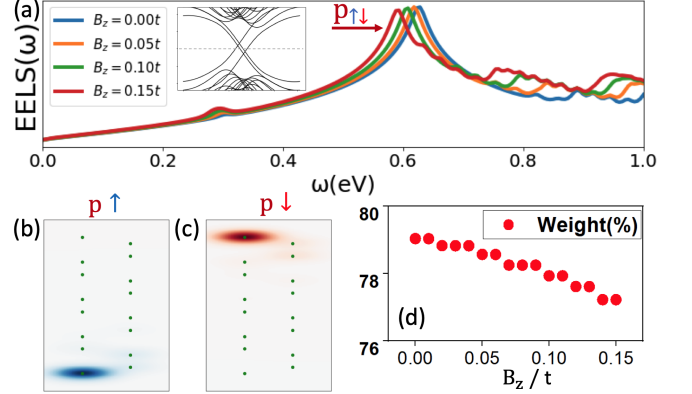 (a)
B_z = 0.00t
B_z = 0.05t
B_z = 0.10t
B_z = 0.15t
p↑↓
EELS(ω)
0.0 0.2 0.4 0.6 0.8 1.0
ω(eV)
(b) p ↑
(c) p ↓
80
78
76
Weight(%)
(d)
0.00 0.05 0.10 0.15
B_z / t